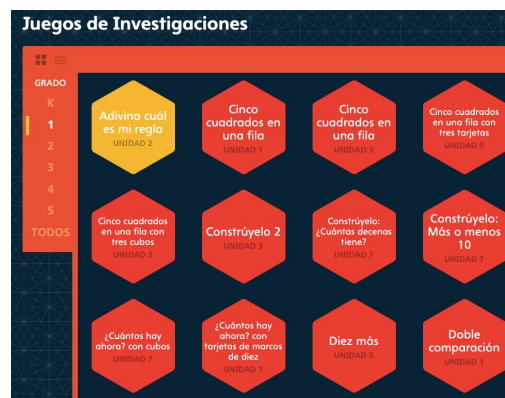 Juegos de Investigaciones
GRADO
K
1
2
3
4
5
TODOS
Adivina cuál
es mi regla
UNIDAD 2
Cinco
cuadrados en
una fila
UNIDAD 1
Cinco
cuadrados en
una fila
UNIDAD 3
Cinco cuadrados
en una fila con
tres tarjetas
UNIDAD 5
Cinco cuadrados
en una fila con
tres cubos
UNIDAD 3
Constrúyelo 2
UNIDAD 3
Constrúyelo:
¿Cuántas decenas
tiene?
UNIDAD 7
Constrúyelo:
Más o menos
10
UNIDAD 7
¿Cuántos hay
ahora? con cubos
UNIDAD 7
¿Cuántos hay
ahora? con
tarjetas de marcos
de diez
UNIDAD 7
Diez más
UNIDAD 5
Doble
comparación
UNIDAD 1